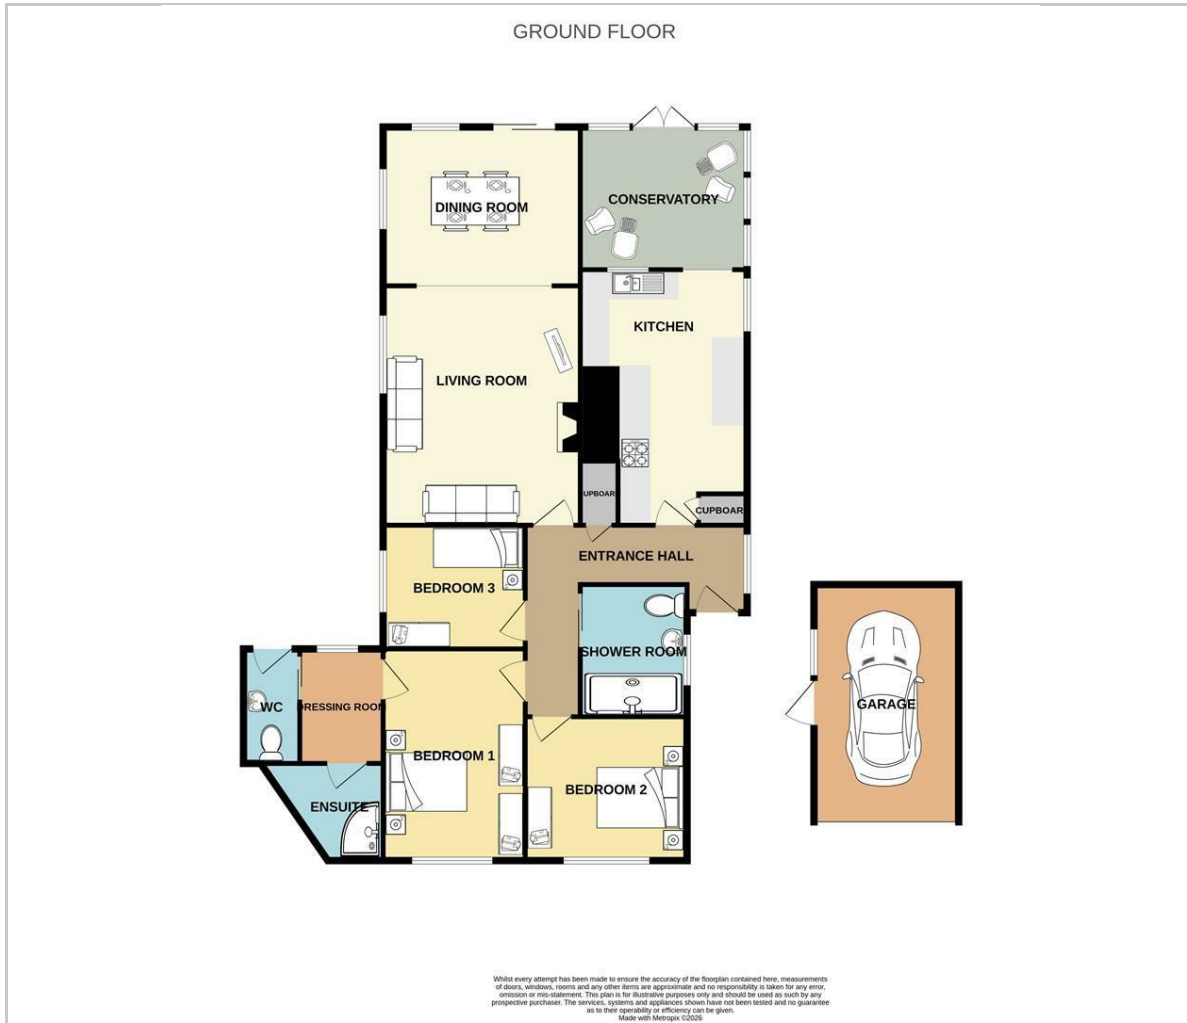 GROUND FLOOR
DINING ROOM
CONSERVATORY
KITCHEN
LIVING ROOM
UPBOAR
CUPBOAR
ENTRANCE HALL
BEDROOM 3
SHOWER ROOM
WC
DRESSING ROOM
GARAGE
BEDROOM 1
BEDROOM 2
ENSUITE
Whilst every attempt has been made to ensure the accuracy of the floorplan contained here, measurements
of doors, windows, rooms and any other items are approximate and no responsibility is taken for any error,
omission or mis-statement. This plan is for illustrative purposes only and should be used as such by any
prospective purchaser. The services, systems and appliances shown have not been tested and no guarantee
as to their operability or efficiency can be given.
Made with Metropix ©2026